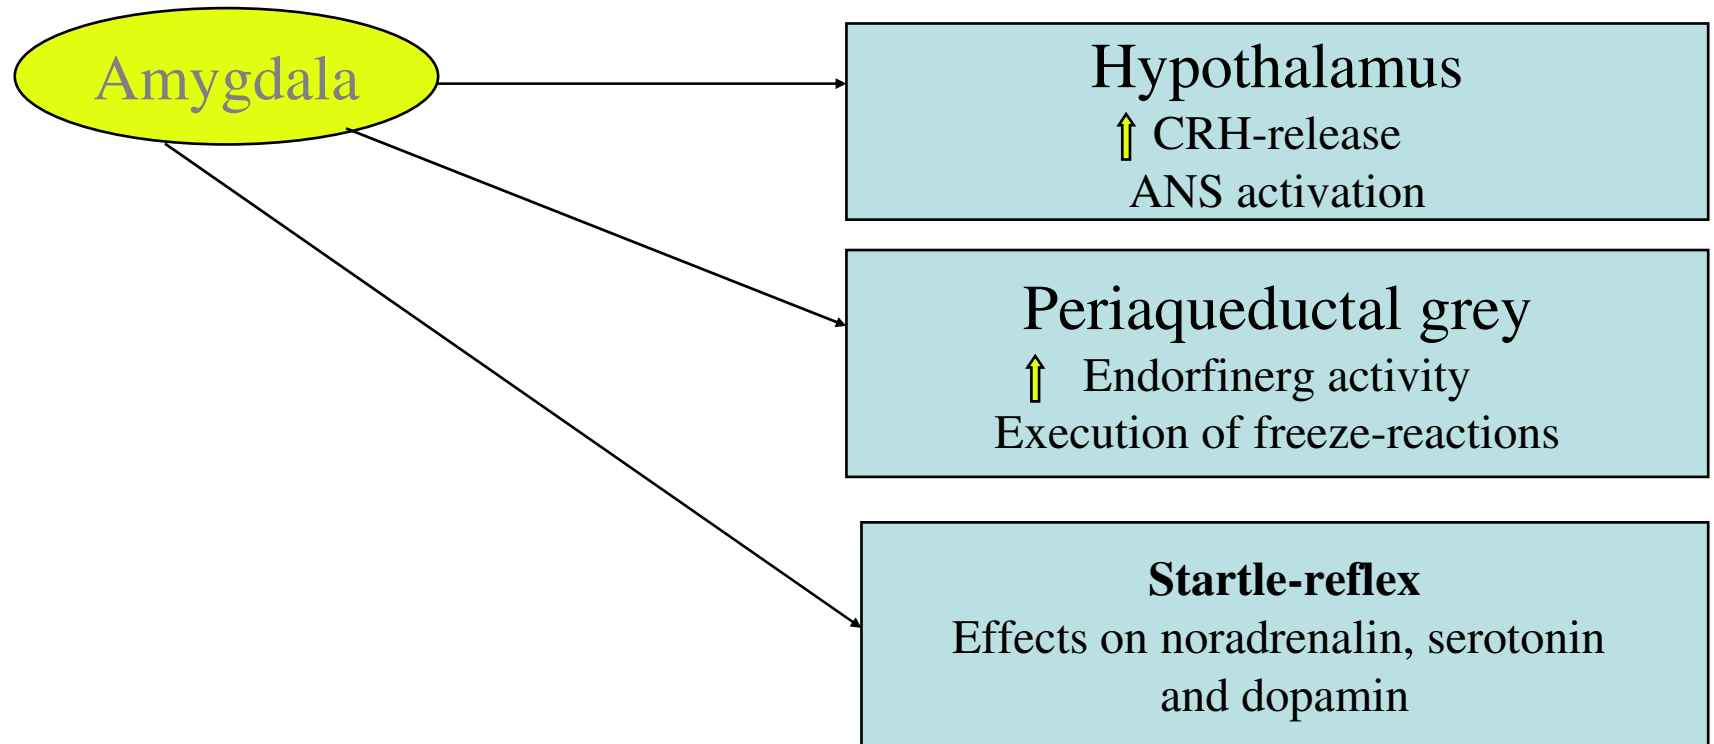 Amygdala
Hypothalamus
CRH-release
ANS activation
Periaqueductal grey
Endorfinerg activity
Execution of freeze-reactions
Startle-reflex
Effects on noradrenalin, serotonin
and dopamin